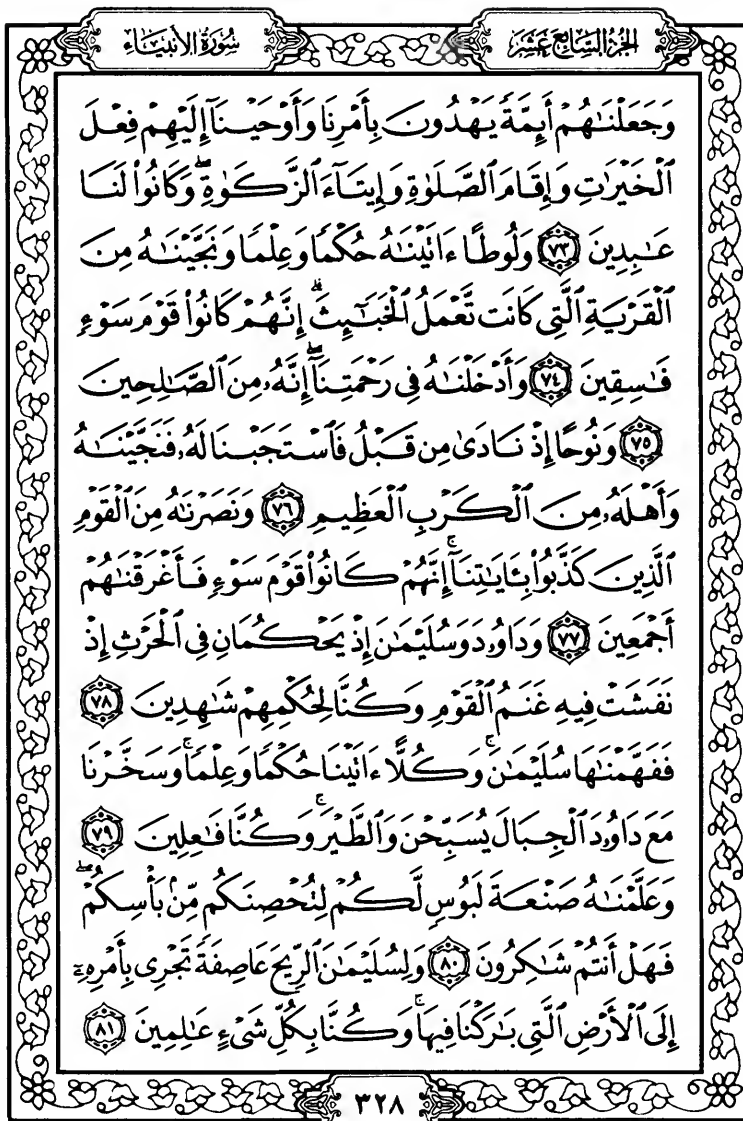 الجزء السابع عشر
سورة الأنبياء
وَجَعَلْنَٰهُمْ أَئِمَّةً يَهْدُونَ بِأَمْرِنَا وَأَوْحَيْنَآ إِلَيْهِمْ فِعْلَ
ٱلْخَيْرَٰتِ وَإِقَامَ ٱلصَّلَوٰةِ وَإِيتَآءَ ٱلزَّكَوٰةِ ۖ وَكَانُوا۟ لَنَا
عَٰبِدِينَ ٧٣ وَلُوطًا ءَاتَيْنَٰهُ حُكْمًا وَعِلْمًا وَنَجَّيْنَٰهُ مِنَ
ٱلْقَرْيَةِ ٱلَّتِى كَانَت تَّعْمَلُ ٱلْخَبَٰٓئِثَ ۗ إِنَّهُمْ كَانُوا۟ قَوْمَ سَوْءٍ
فَٰسِقِينَ ٧٤ وَأَدْخَلْنَٰهُ فِى رَحْمَتِنَآ ۖ إِنَّهُۥ مِنَ ٱلصَّٰلِحِينَ
٧٥ وَنُوحًا إِذْ نَادَىٰ مِن قَبْلُ فَٱسْتَجَبْنَا لَهُۥ فَنَجَّيْنَٰهُ
وَأَهْلَهُۥ مِنَ ٱلْكَرْبِ ٱلْعَظِيمِ ٧٦ وَنَصَرْنَٰهُ مِنَ ٱلْقَوْمِ
ٱلَّذِينَ كَذَّبُوا۟ بِـَٔايَٰتِنَآ ۚ إِنَّهُمْ كَانُوا۟ قَوْمَ سَوْءٍ فَأَغْرَقْنَٰهُمْ
أَجْمَعِينَ ٧٧ وَدَاوُۥدَ وَسُلَيْمَٰنَ إِذْ يَحْكُمَانِ فِى ٱلْحَرْثِ إِذْ
نَفَشَتْ فِيهِ غَنَمُ ٱلْقَوْمِ وَكُنَّا لِحُكْمِهِمْ شَٰهِدِينَ ٧٨
فَفَهَّمْنَٰهَا سُلَيْمَٰنَ ۚ وَكُلًّا ءَاتَيْنَا حُكْمًا وَعِلْمًا ۚ وَسَخَّرْنَا
مَعَ دَاوُۥدَ ٱلْجِبَالَ يُسَبِّحْنَ وَٱلطَّيْرَ ۚ وَكُنَّا فَٰعِلِينَ ٧٩
وَعَلَّمْنَٰهُ صَنْعَةَ لَبُوسٍ لَّكُمْ لِتُحْصِنَكُم مِّنۢ بَأْسِكُمْ ۖ
فَهَلْ أَنتُمْ شَٰكِرُونَ ٨٠ وَلِسُلَيْمَٰنَ ٱلرِّيحَ عَاصِفَةً تَجْرِى بِأَمْرِهِۦٓ
إِلَى ٱلْأَرْضِ ٱلَّتِى بَٰرَكْنَا فِيهَا ۚ وَكُنَّا بِكُلِّ شَىْءٍ عَٰلِمِينَ ٨١
٣٢٨